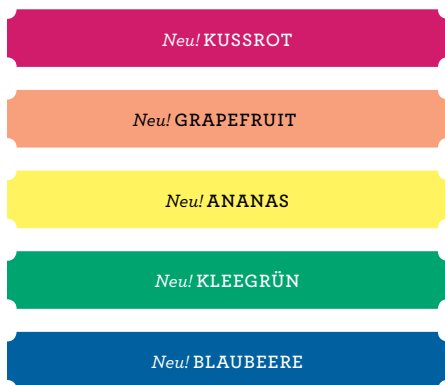 Neu! KUSSROT
Neu! GRAPEFRUIT
Neu! ANANAS
Neu! KLEEGRÜN
Neu! BLAUBEERE